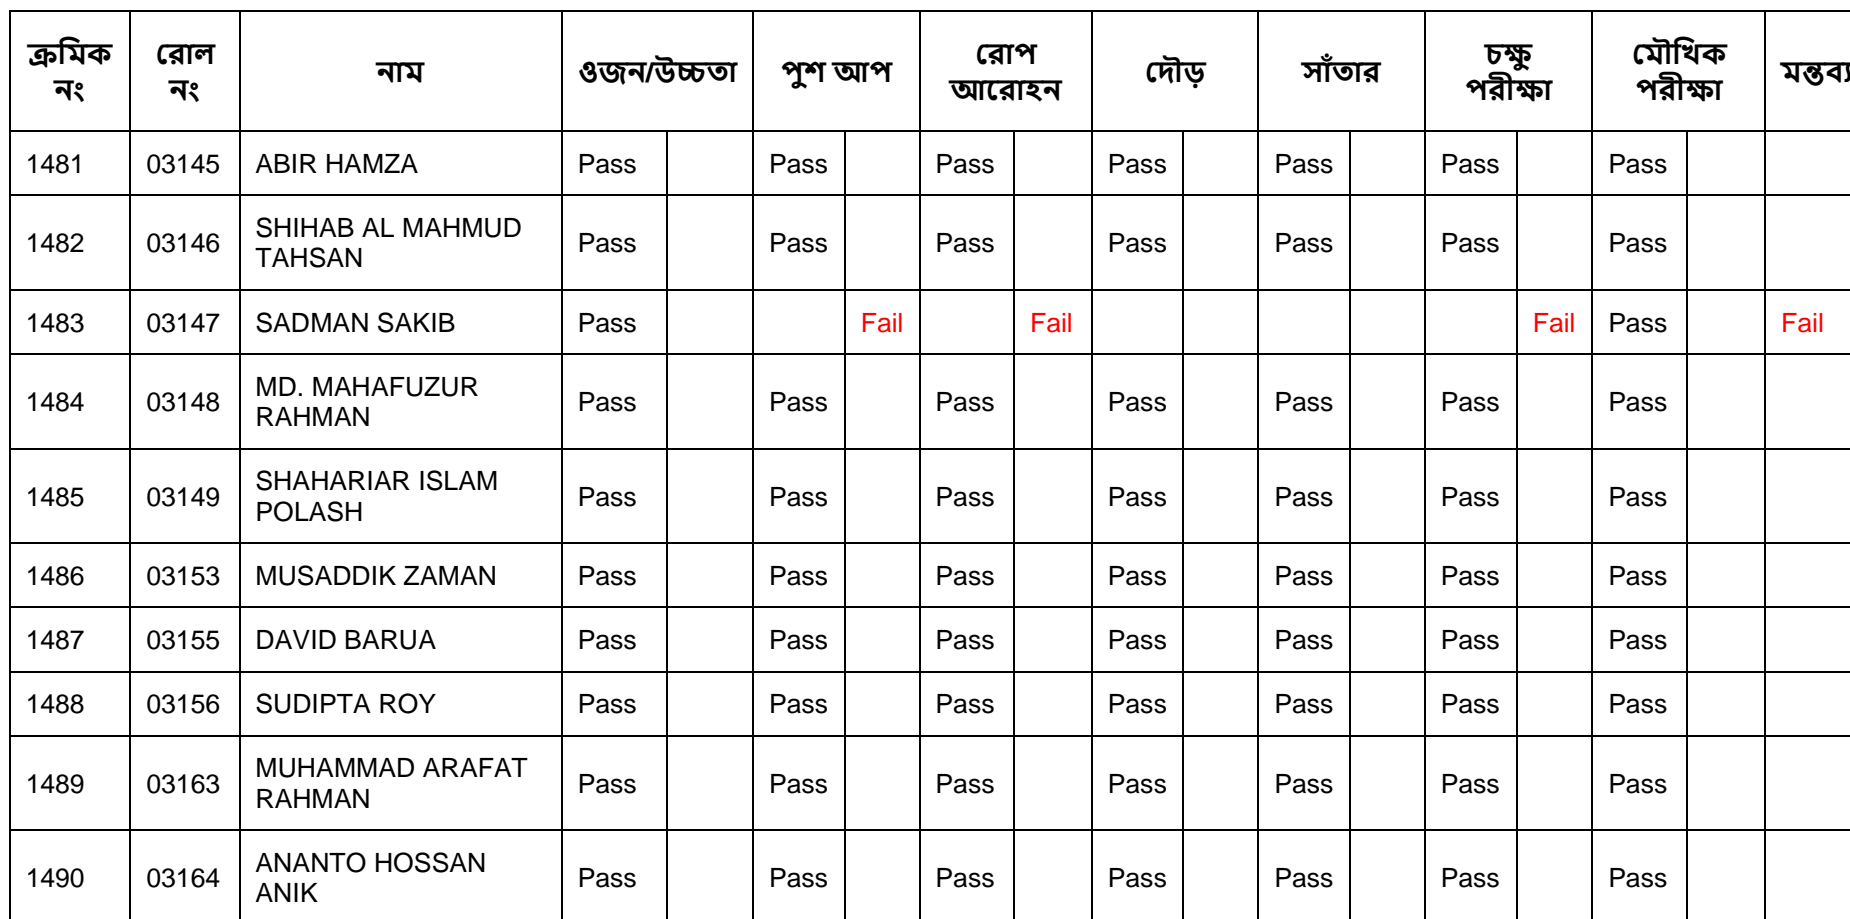 ক্রমিক নং রোল নং নাম ওজন/উচ্চতা পুশ আপ রোপ আরোহন দৌড় সাঁতার চক্ষু পরীক্ষা মৌখিক পরীক্ষা মন্তব্য
1481 03145 ABIR HAMZA Pass Pass Pass Pass Pass Pass Pass
1482 03146 SHIHAB AL MAHMUD TAHSAN Pass Pass Pass Pass Pass Pass Pass
1483 03147 SADMAN SAKIB Pass Fail Fail Fail Pass Fail
1484 03148 MD. MAHAFUZUR RAHMAN Pass Pass Pass Pass Pass Pass Pass
1485 03149 SHAHARIAR ISLAM POLASH Pass Pass Pass Pass Pass Pass Pass
1486 03153 MUSADDIK ZAMAN Pass Pass Pass Pass Pass Pass Pass
1487 03155 DAVID BARUA Pass Pass Pass Pass Pass Pass Pass
1488 03156 SUDIPTA ROY Pass Pass Pass Pass Pass Pass Pass
1489 03163 MUHAMMAD ARAFAT RAHMAN Pass Pass Pass Pass Pass Pass Pass
1490 03164 ANANTO HOSSAN ANIK Pass Pass Pass Pass Pass Pass Pass